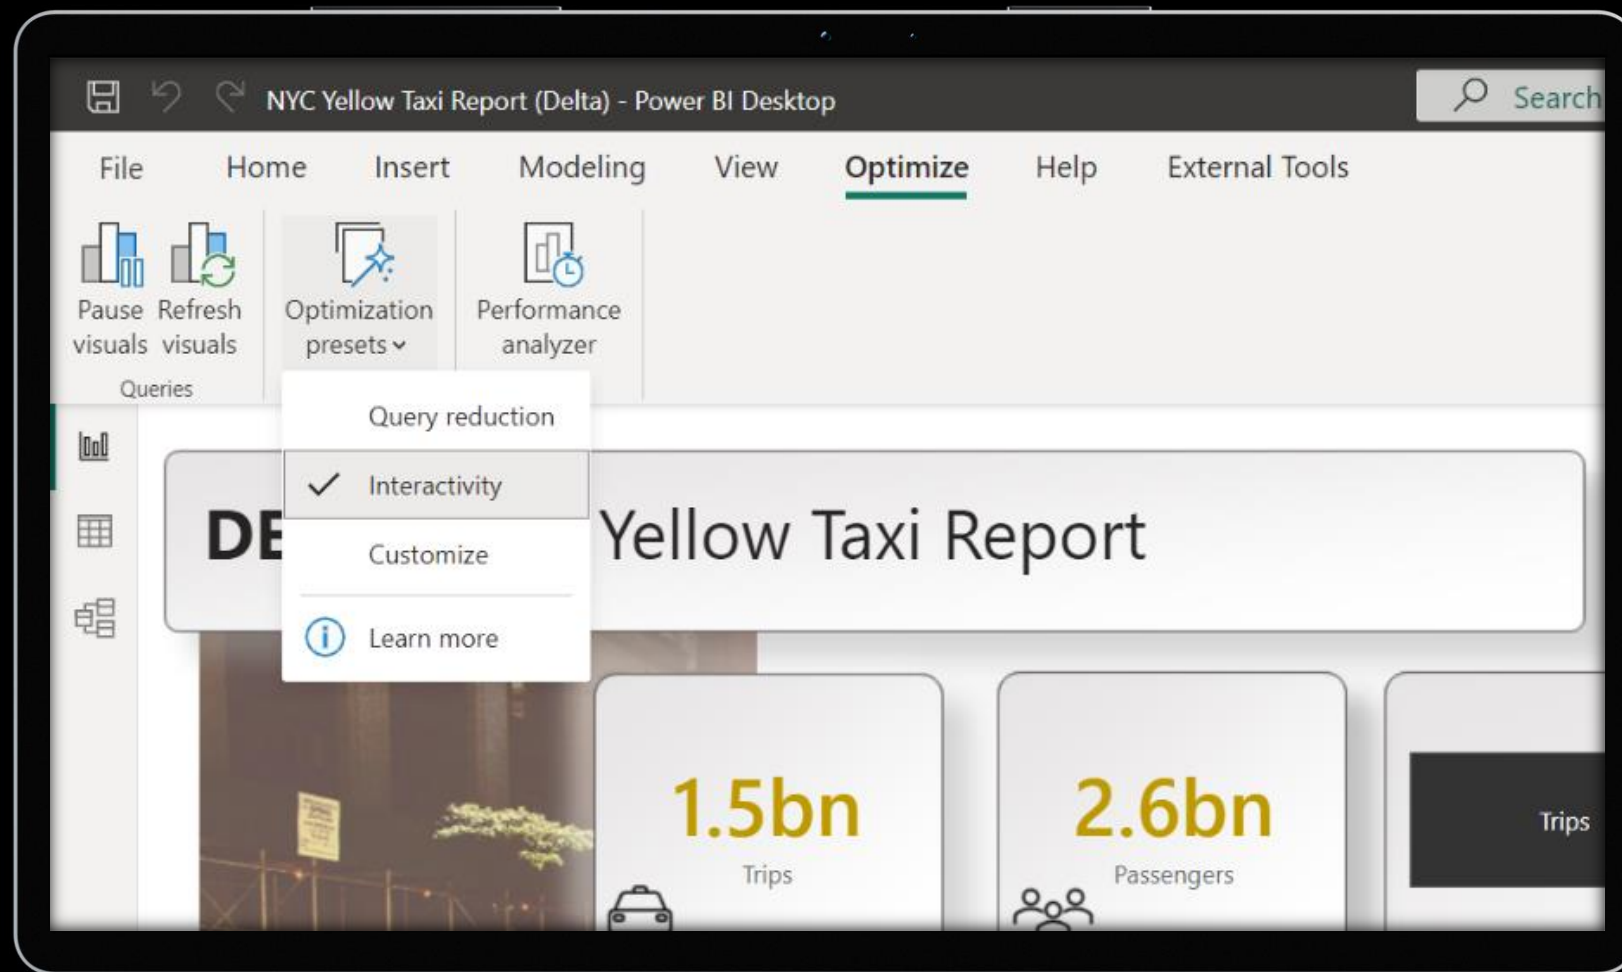 NYC Yellow Taxi Report (Delta) - Power BI Desktop
Search
File Home Insert Modeling View Optimize Help External Tools
Pause visuals
Refresh visuals
Optimization presets
Performance analyzer
Queries
Query reduction
Interactivity
Customize
Learn more
Yellow Taxi Report
1.5bn
Trips
2.6bn
Passengers
Trips